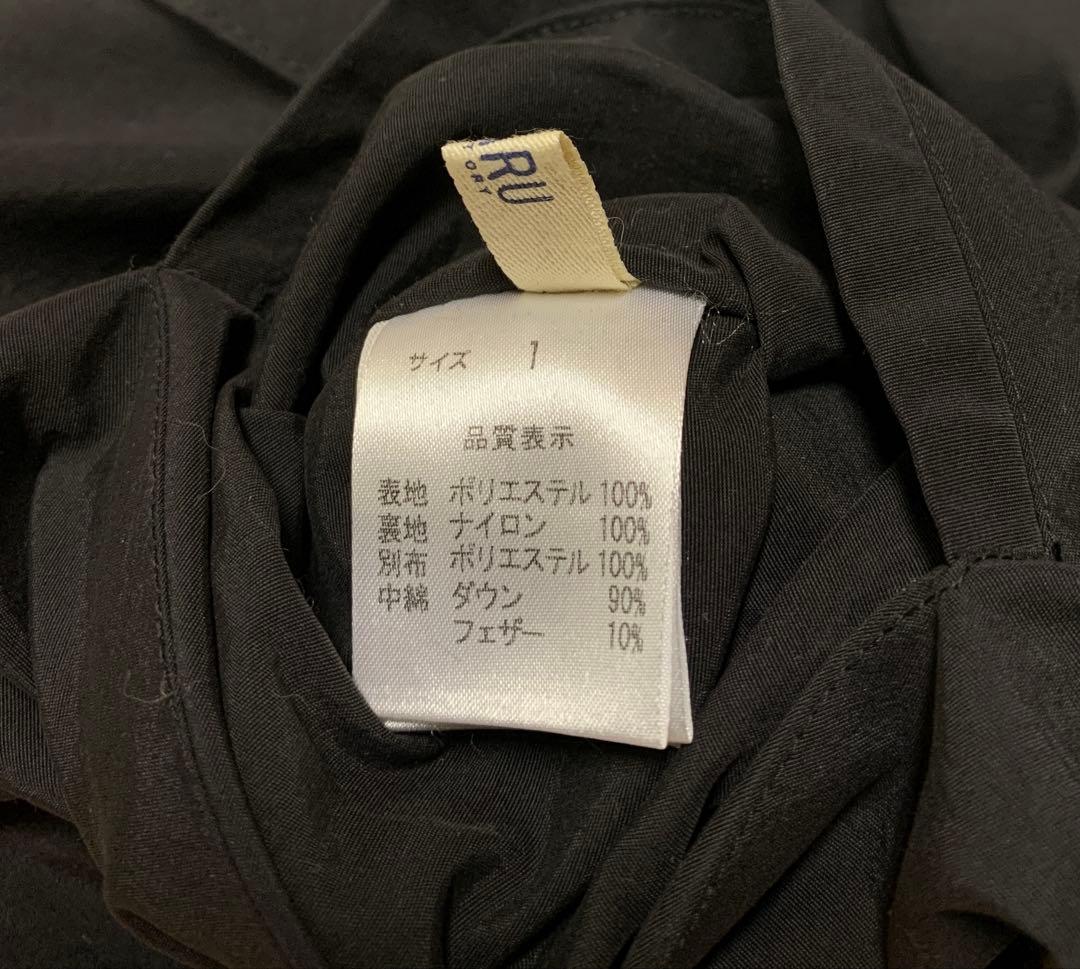 RU
TORY
サイズ 1
品質表示
表地 ポリエステル 100%
裏地 ナイロン 100%
別布 ポリエステル 100%
中綿 ダウン 90%
フェザー 10%